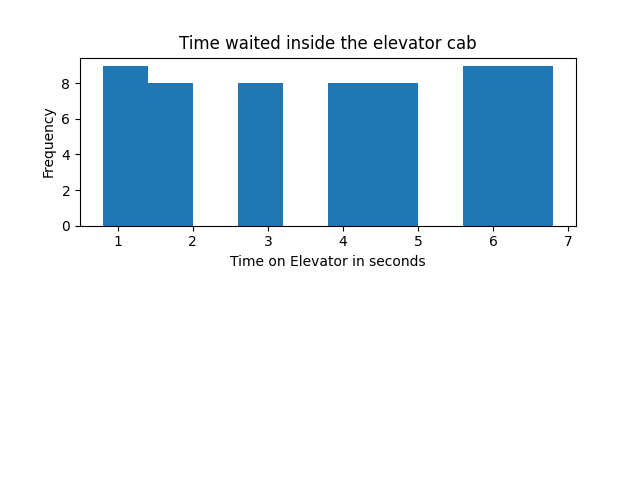 Time waited inside the elevator cab
Frequency
8
6
4
2
0
1 2 3 4 5 6 7
Time on Elevator in seconds